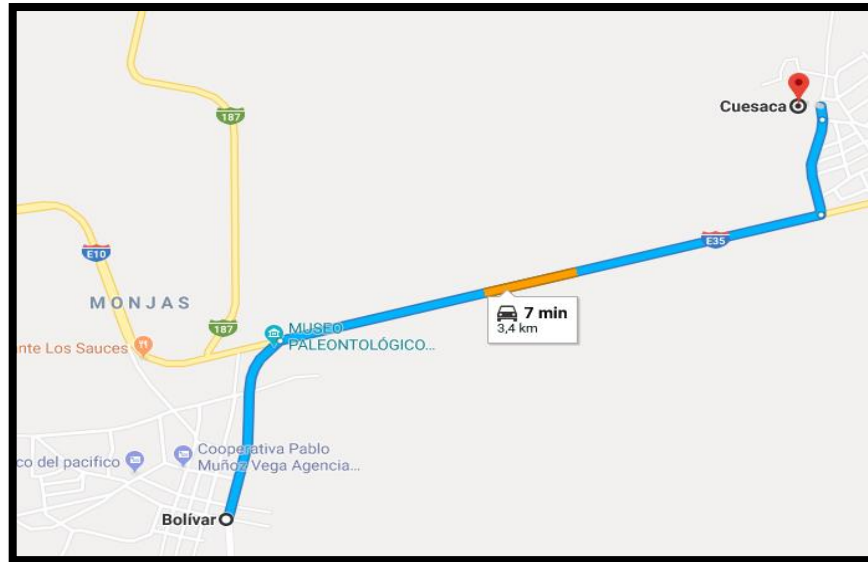 Cuesaca
187
E35
E10
MONJAS
7 min
3,4 km
187
MUSEO
PALEONTOLÓGICO...
nte Los Sauces
Cooperativa Pablo
Muñoz Vega Agencia...
co del pacifico
Bolívar